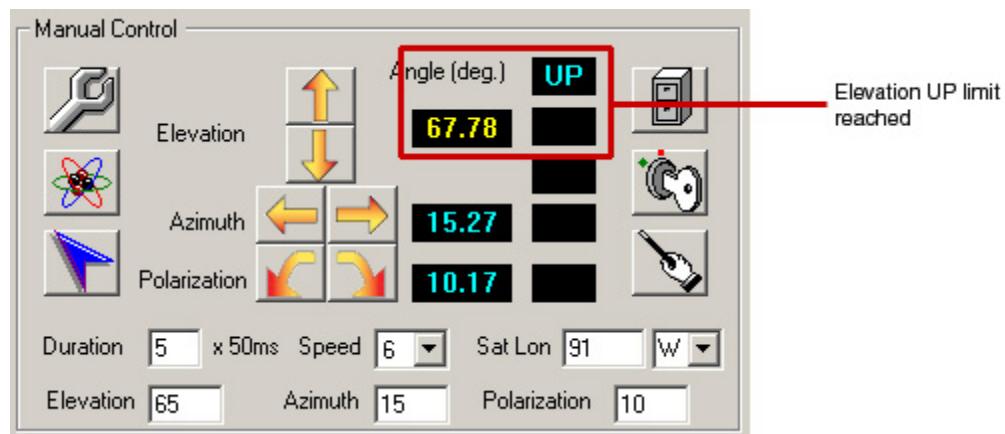 Manual Control
Angle (deg.) UP
Elevation 67.78
Elevation UP limit
reached
Azimuth 15.27
Polarization 10.17
Duration 5 x 50ms Speed 6 Sat Lon 91 W
Elevation 65 Azimuth 15 Polarization 10